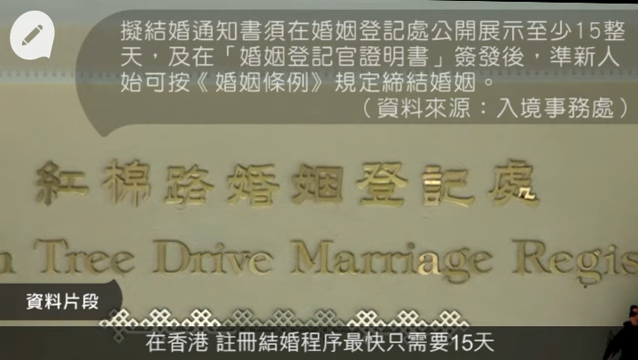 擬結婚通知書須在婚姻登記處公開展示至少15整
天，及在「婚姻登記官證明書」簽發後，準新人
始可按《婚姻條例》規定締結婚姻。
（資料來源：入境事務處）
紅棉路婚姻登記處
n Tree Drive Marriage Regis
資料片段
在香港 註冊結婚程序最快只需要15天